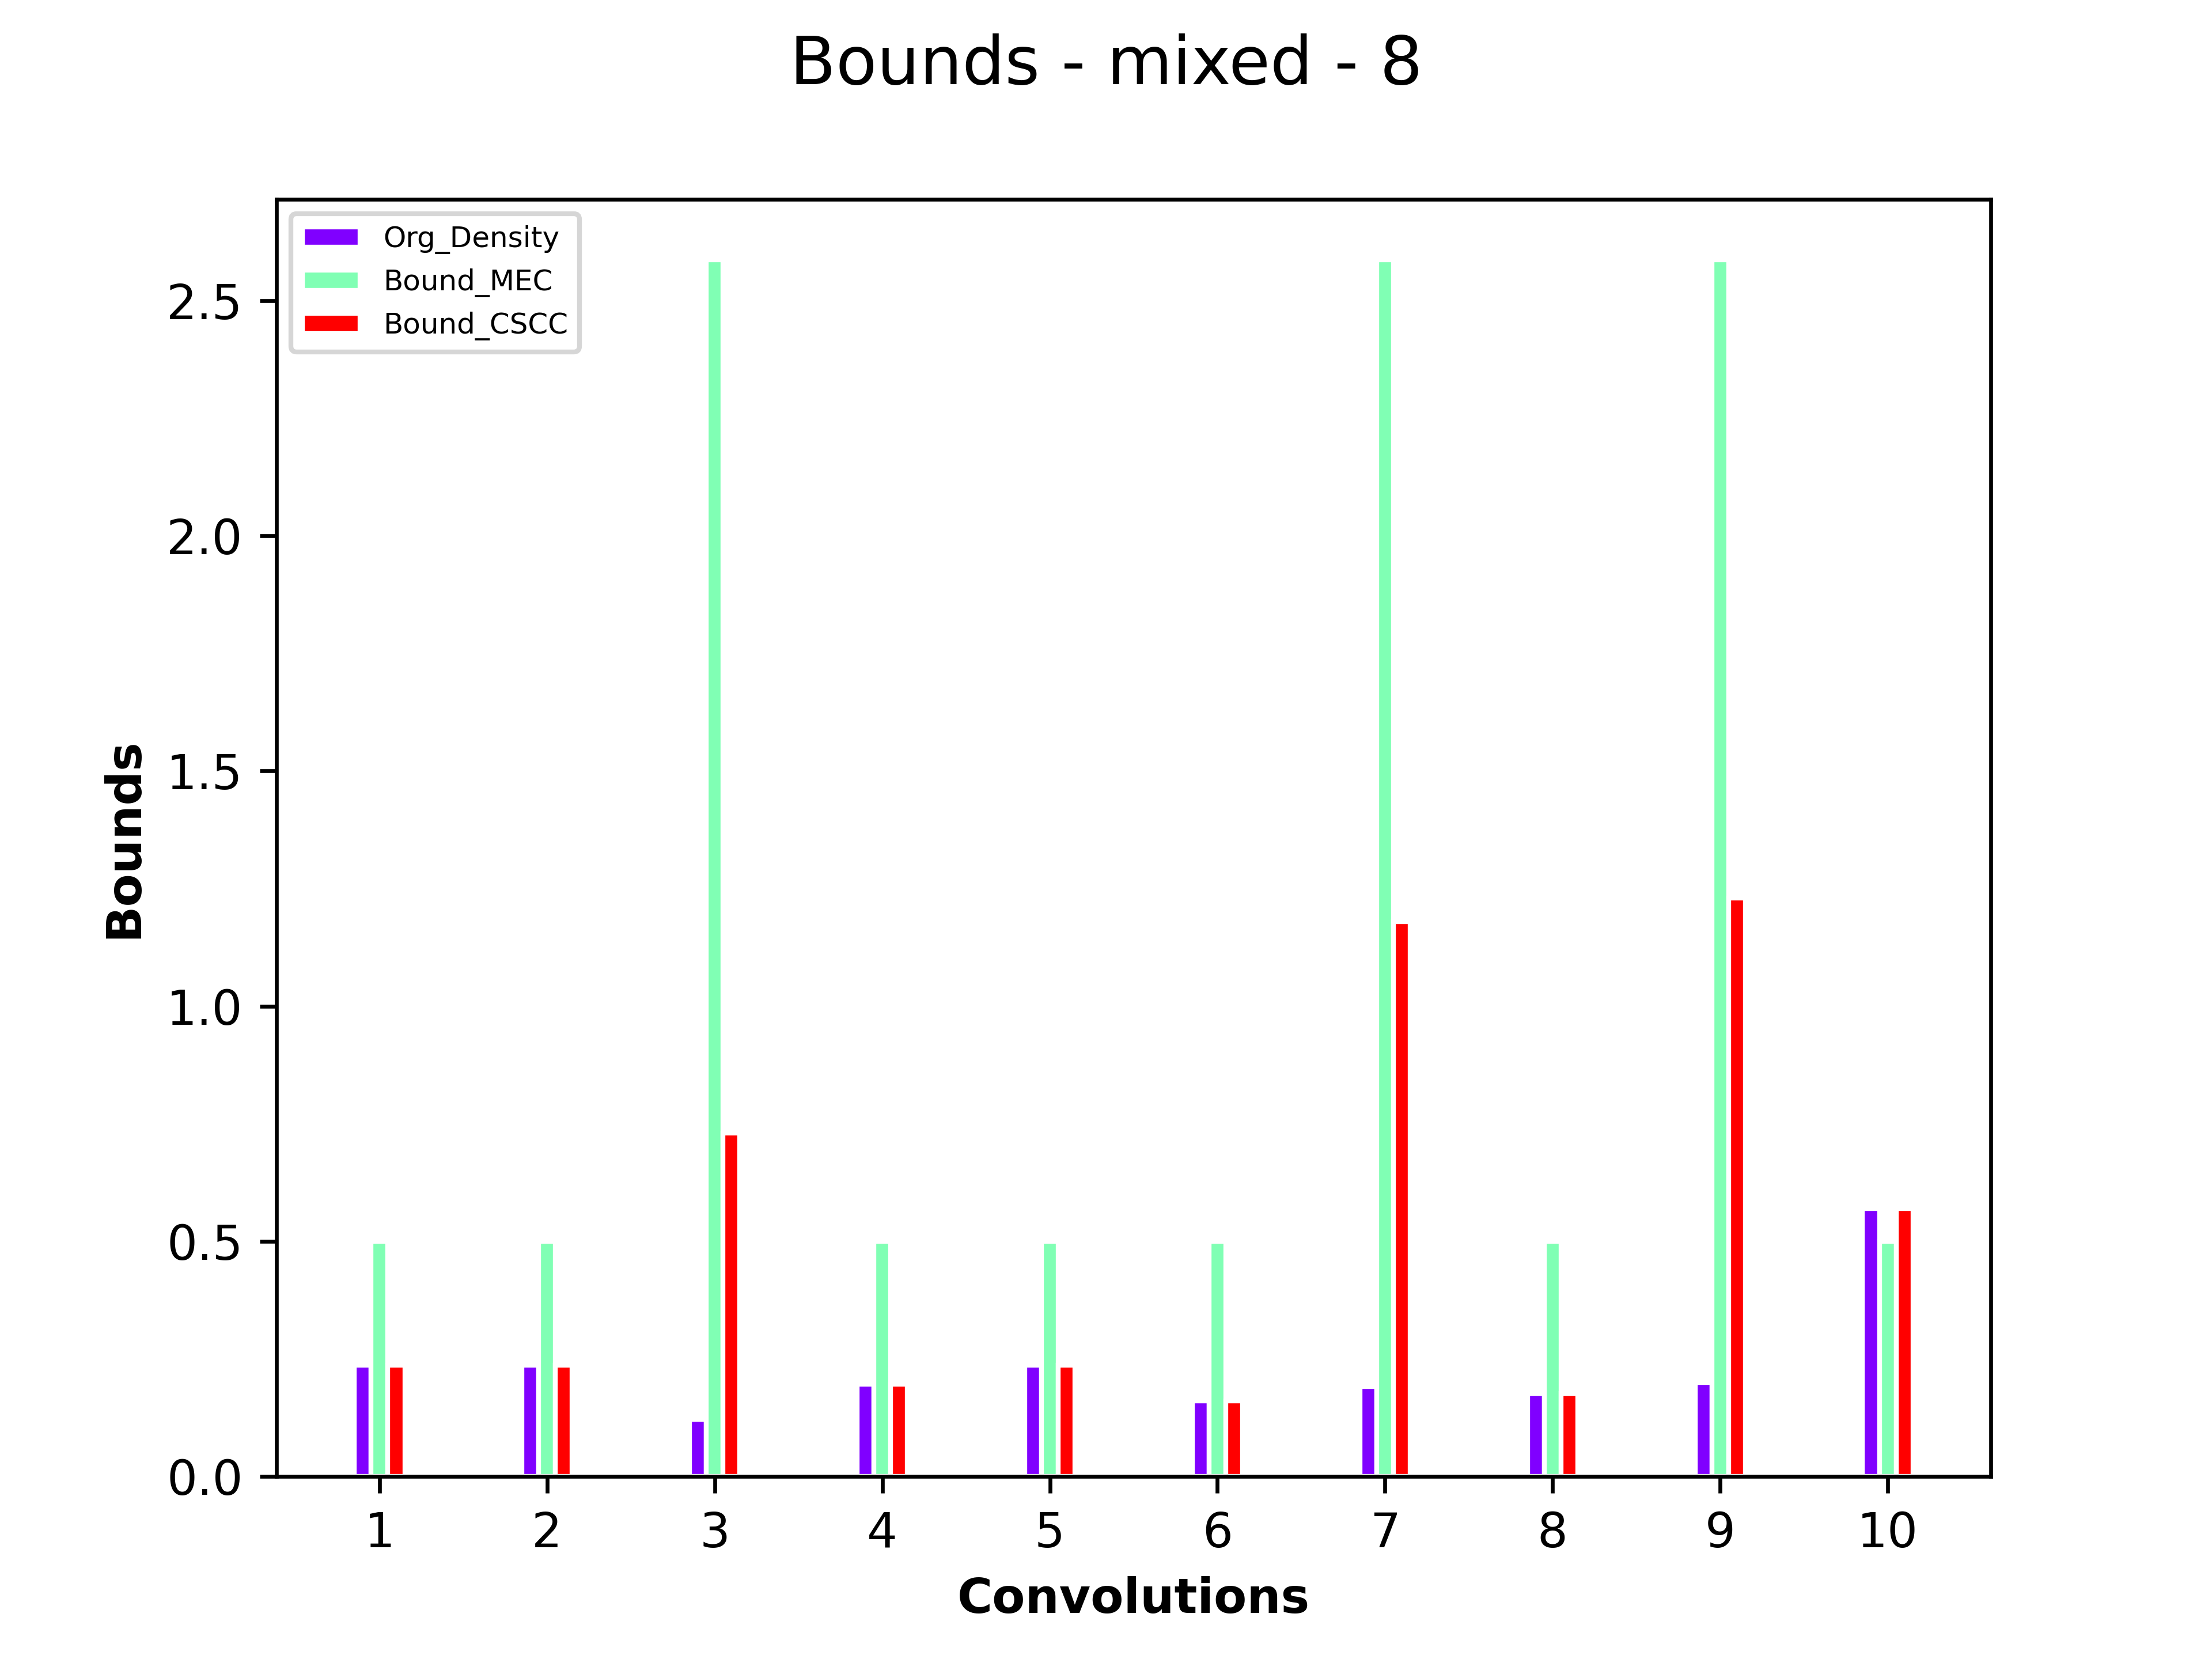 Bounds - mixed - 8
Org_Density
Bound_MEC
Bound_CSCC
2.5
2.0
1.5
1.0
0.5
0.0
Bounds
1 2 3 4 5 6 7 8 9 10
Convolutions